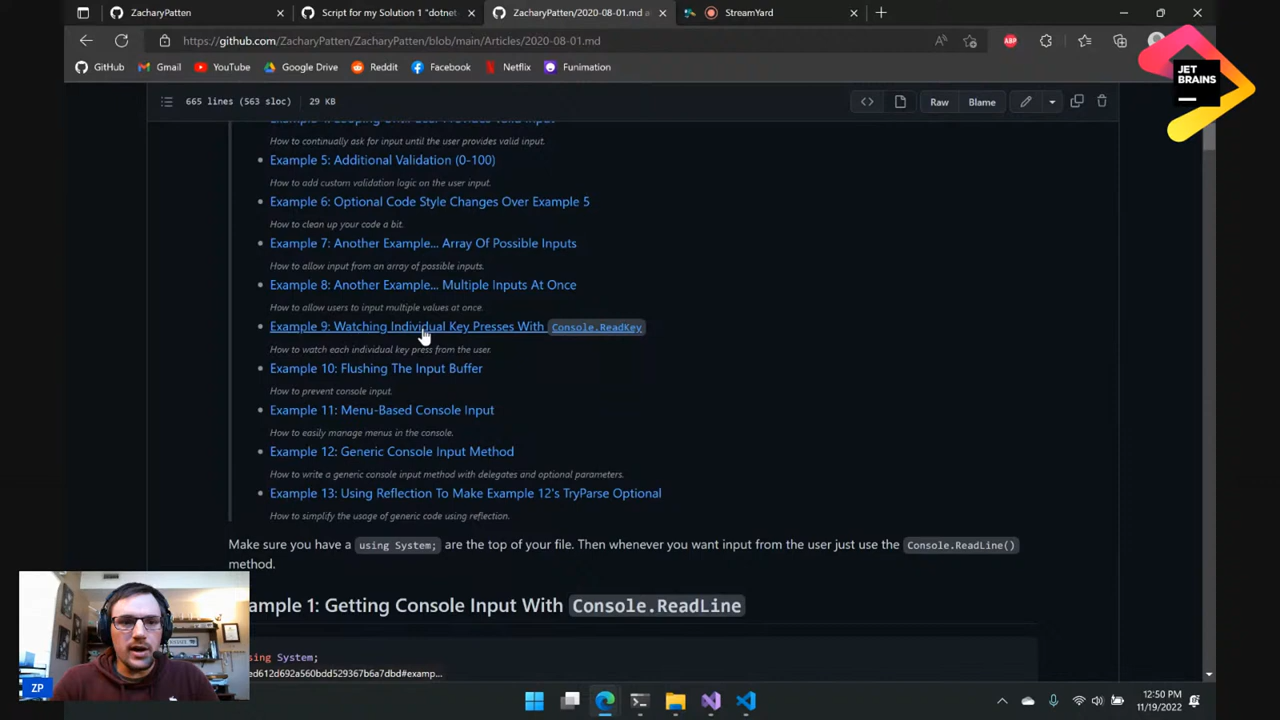 ZacharyPatten
Script for my Solution 1 "dotnet
ZacharyPatten/2020-08-01.md a
StreamYard
https://github.com/ZacharyPatten/ZacharyPatten/blob/main/Articles/2020-08-01.md
GitHub
Gmail
YouTube
Google Drive
Reddit
Facebook
Netflix
Funimation
ABP
JET
BRAINS
665 lines (563 sloc)
29 KB
Raw
Blame
Example 4: Looping Until User Provides Valid Input
How to continually ask for input until the user provides valid input.
Example 5: Additional Validation (0-100)
How to add custom validation logic on the user input.
Example 6: Optional Code Style Changes Over Example 5
How to clean up your code a bit.
Example 7: Another Example... Array Of Possible Inputs
How to allow input from an array of possible inputs.
Example 8: Another Example... Multiple Inputs At Once
How to allow users to input multiple values at once.
Example 9: Watching Individual Key Presses With Console.ReadKey
How to watch each individual key press from the user.
Example 10: Flushing The Input Buffer
How to prevent console input.
Example 11: Menu-Based Console Input
How to easily manage menus in the console.
Example 12: Generic Console Input Method
How to write a generic console input method with delegates and optional parameters.
Example 13: Using Reflection To Make Example 12's TryParse Optional
How to simplify the usage of generic code using reflection.
Make sure you have a using System; are the top of your file. Then whenever you want input from the user just use the Console.ReadLine()
method.
ample 1: Getting Console Input With Console.ReadLine
sing System;
ed612d692a560bdd529367b6a7dbd#examp...
ZP
12:50 PM
11/19/2022